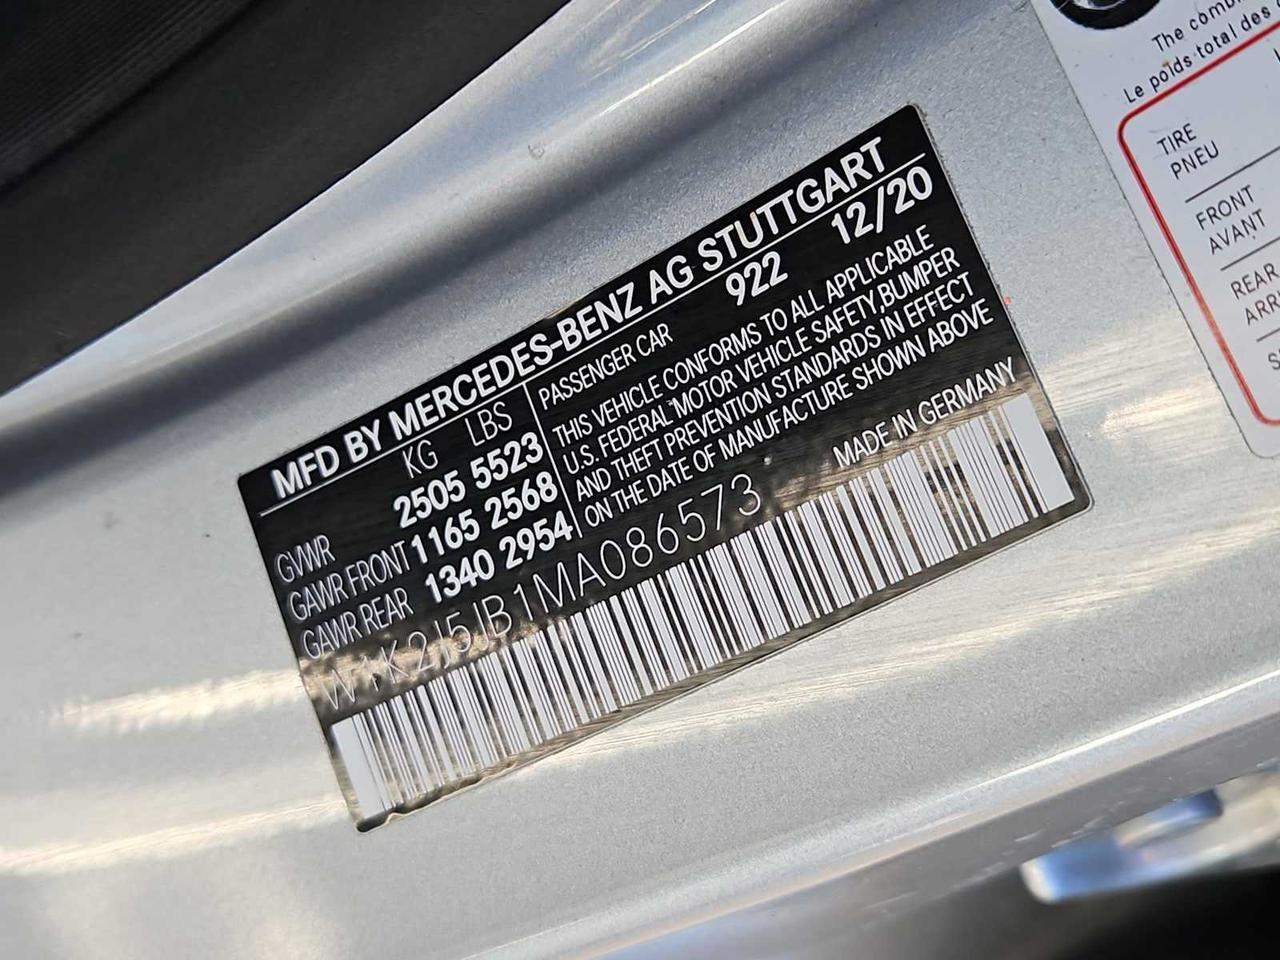 MFD BY MERCEDES-BENZ AG STUTTGART
KG LBS
GVWR 2505 5523
GAWR FRONT 1165 2568
GAWR REAR 1340 2954
PASSENGER CAR 922 12/20
THIS VEHICLE CONFORMS TO ALL APPLICABLE
U.S. FEDERAL MOTOR VEHICLE SAFETY,BUMPER
AND THEFT PREVENTION STANDARDS IN EFFECT
ON THE DATE OF MANUFACTURE SHOWN ABOVE
MADE IN GERMANY
W1K2J5JB1MA086573
The
Le poids total des
TIRE
PNEU
FRONT
AVANT
REAR